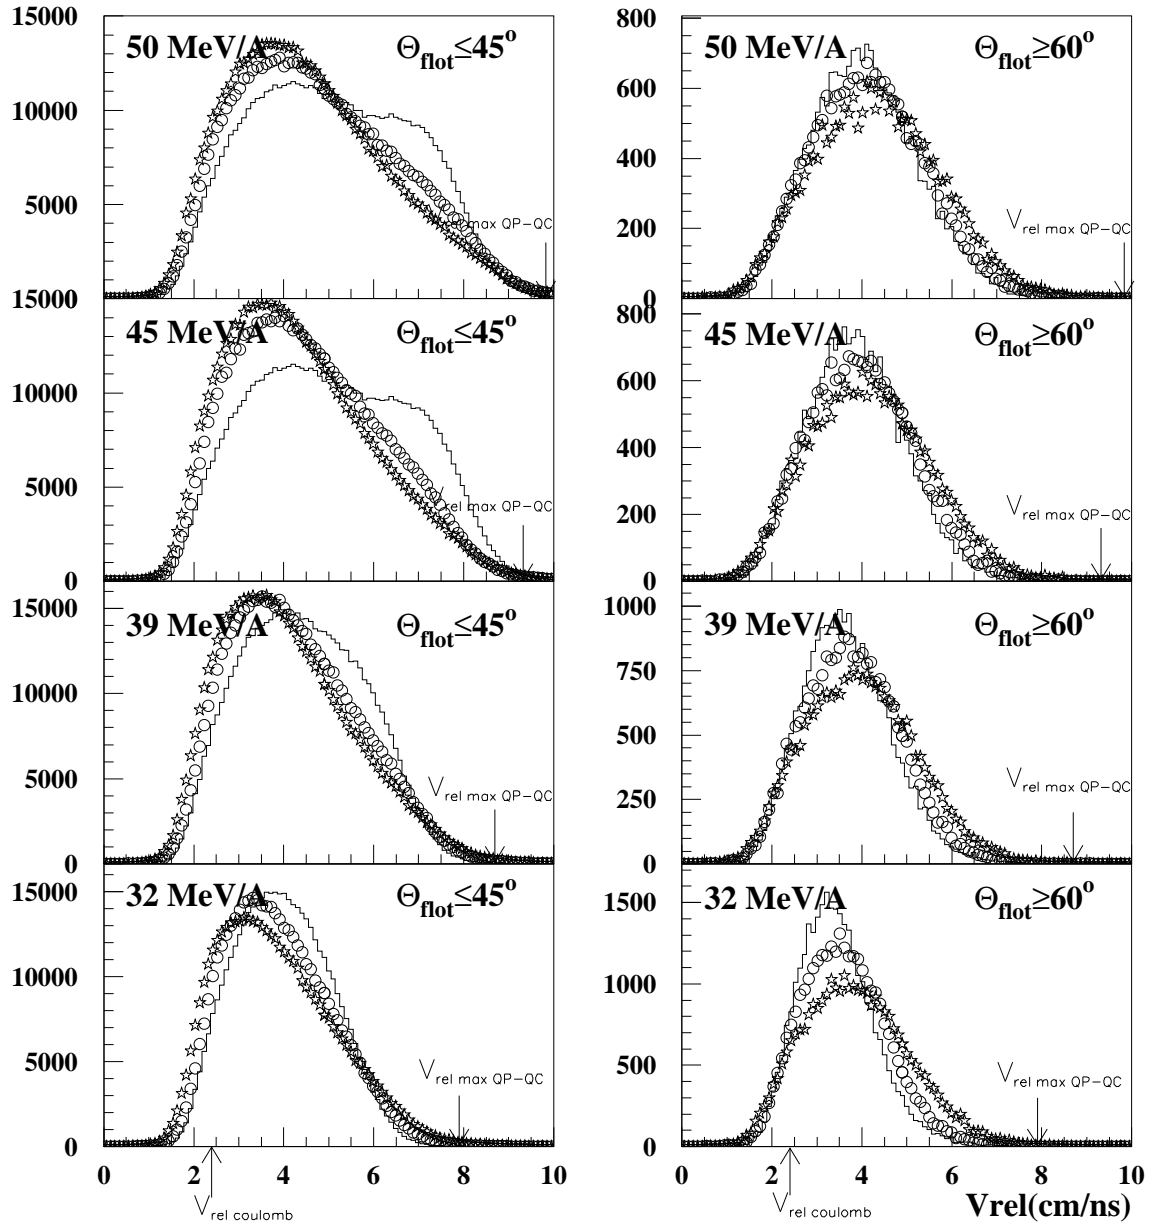 15000
10000
5000
50 MeV/A
Θflot≤45°
rel max QP-QC
800
600
400
200
0
50 MeV/A
Θflot≥60°
Vrel max QP-QC
15000
10000
5000
0
45 MeV/A
Θflot≤45°
Vrel max QP-QC
800
600
400
200
0
45 MeV/A
Θflot≥60°
Vrel max QP-QC
15000
10000
5000
0
39 MeV/A
Θflot≤45°
Vrel max QP-QC
1000
750
500
250
0
39 MeV/A
Θflot≥60°
Vrel max QP-QC
15000
10000
5000
0
32 MeV/A
Θflot≤45°
Vrel max QP-QC
1500
1000
500
0
32 MeV/A
Θflot≥60°
Vrel max QP-QC
0 2 4 6 8 10
Vrel coulomb
0 2 4 6 8 10
Vrel coulomb
Vrel(cm/ns)